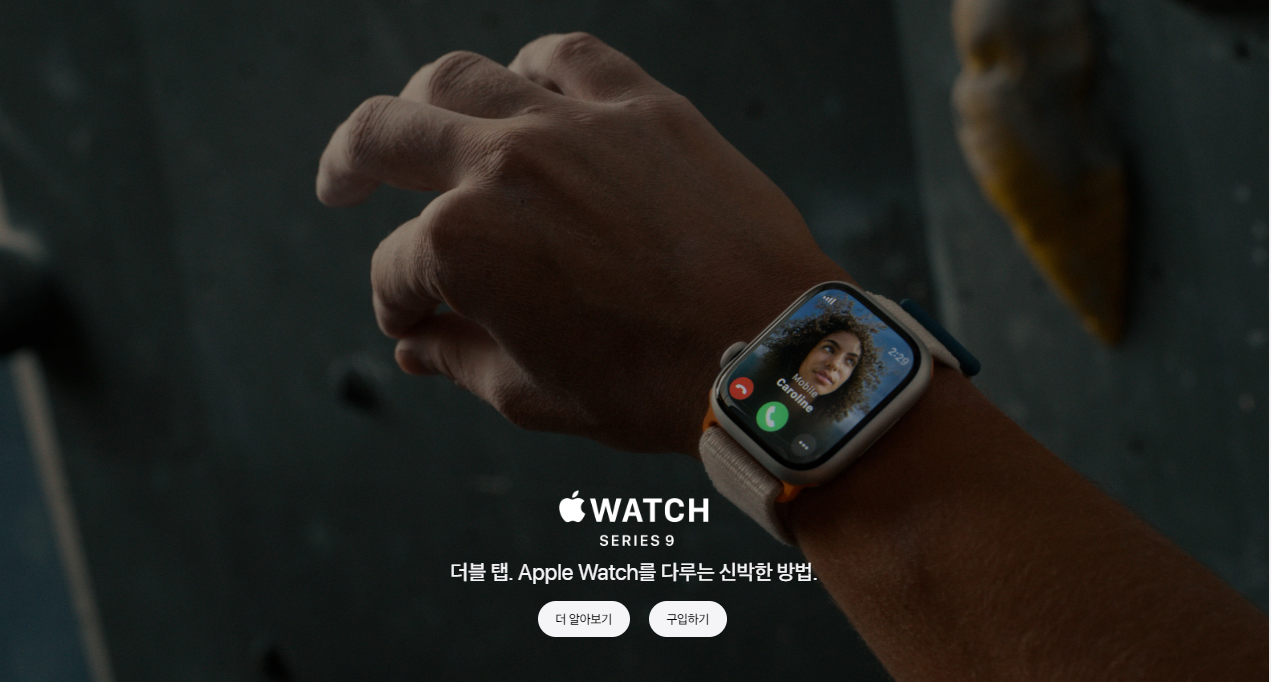 2:29
Mobile
Caroline
WATCH
SERIES 9
더블 탭. Apple Watch를 다루는 신박한 방법.
더 알아보기
구입하기